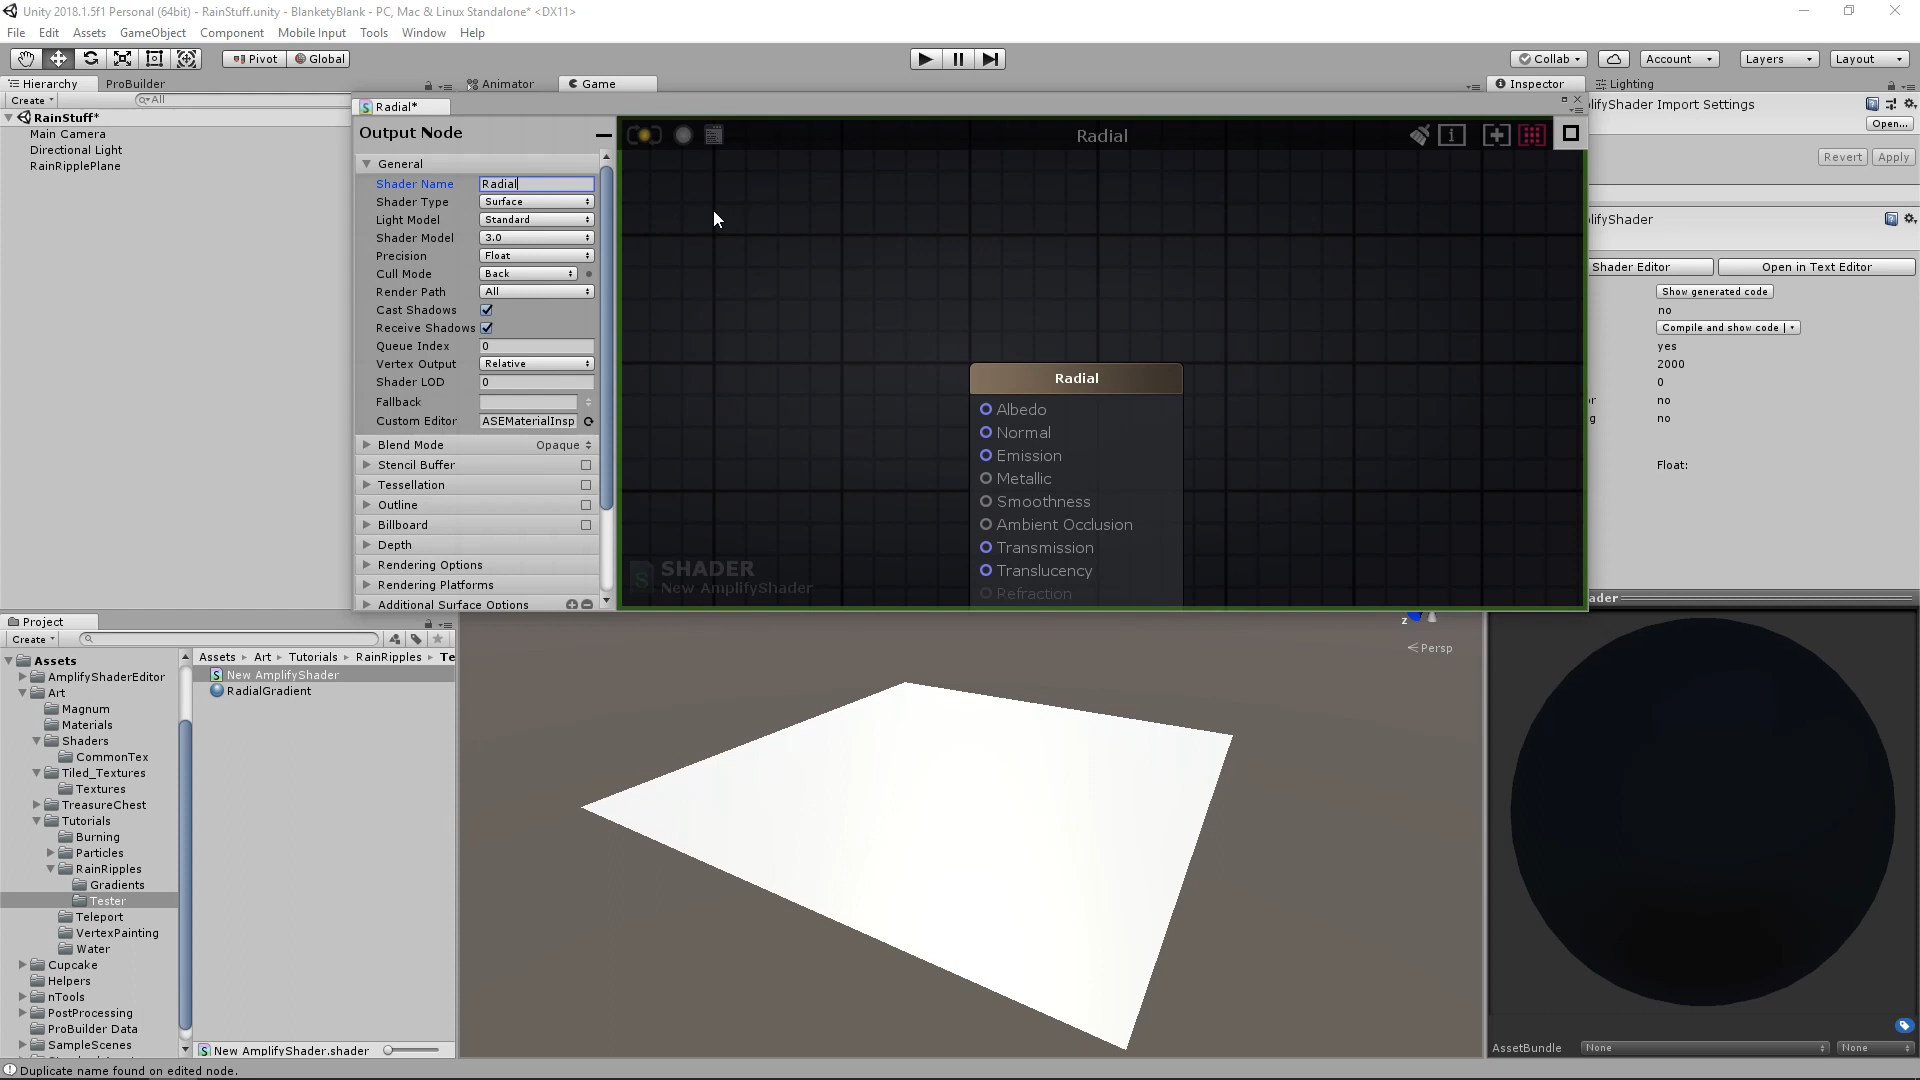 Unity 2018.1.5f1 Personal (64bit) - RainStuff.unity - BlanketyBlank - PC, Mac & Linux Standalone* <DX11>
File Edit Assets GameObject Component Mobile Input Tools Window Help
Pivot Global Collab Account Layers Layout
Hierarchy ProBuilder Animator Game Inspector Lighting
Create All
RainStuff*
Main Camera
Directional Light
RainRipplePlane
Radial*
Output Node
General
Shader Name Radial
Shader Type Surface
Light Model Standard
Shader Model 3.0
Precision Float
Cull Mode Back
Render Path All
Cast Shadows
Receive Shadows
Queue Index 0
Vertex Output Relative
Shader LOD 0
Fallback
Custom Editor ASEMaterialInsp
Blend Mode Opaque
Stencil Buffer
Tessellation
Outline
Billboard
Depth
Rendering Options
Rendering Platforms
Additional Surface Options
Radial
Radial
Albedo
Normal
Emission
Metallic
Smoothness
Ambient Occlusion
Transmission
Translucency
Refraction
SHADER
New AmplifyShader
lifyShader Import Settings
Open...
Revert Apply
lifyShader
Shader Editor Open in Text Editor
Show generated code
no
Compile and show code
yes
2000
0
or no
g no
Float:
ader
Project
Create
Assets
AmplifyShaderEditor
Art
Magnum
Materials
Shaders
CommonTex
Tiled_Textures
Textures
TreasureChest
Tutorials
Burning
Particles
RainRipples
Gradients
Tester
Teleport
VertexPainting
Water
Cupcake
Helpers
nTools
PostProcessing
ProBuilder Data
SampleScenes
Assets Art Tutorials RainRipples Te
New AmplifyShader
RadialGradient
New AmplifyShader.shader
z
Persp
AssetBundle None None
Duplicate name found on edited node.